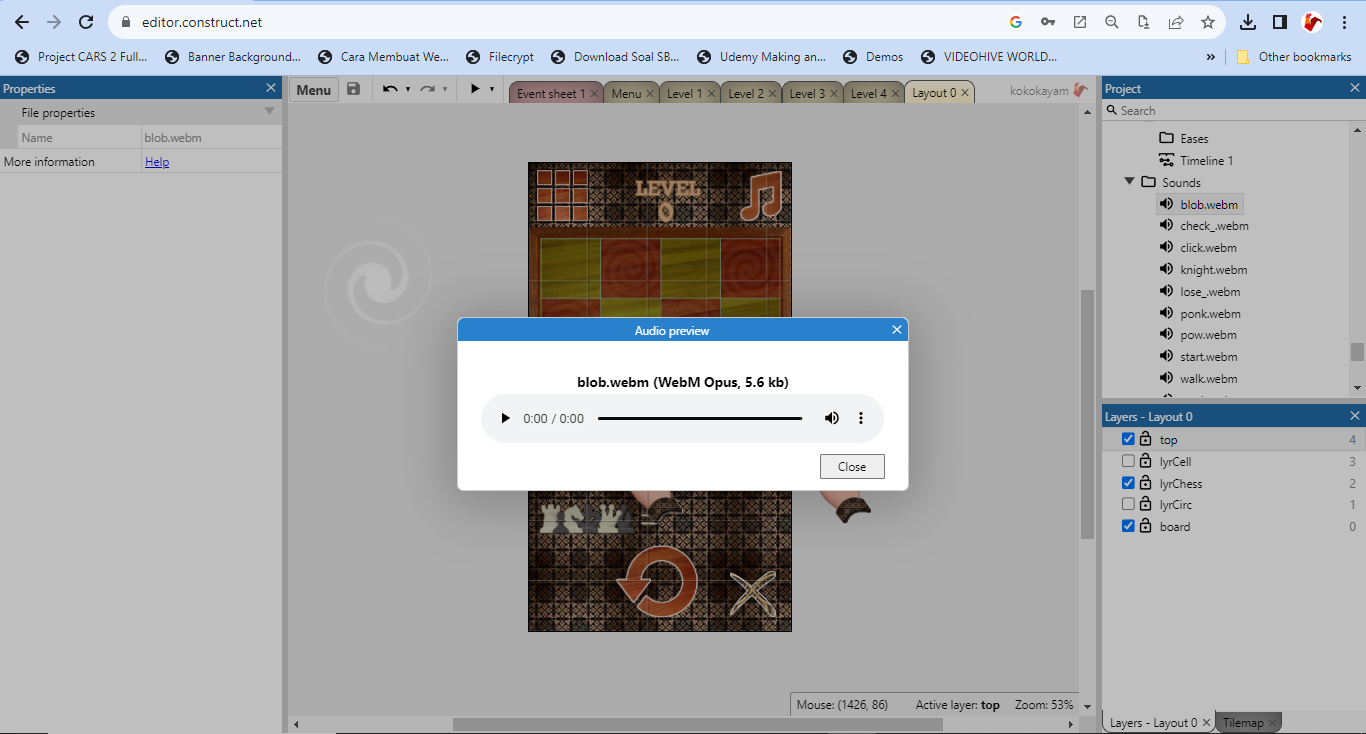 editor.construct.net
Project CARS 2 Full...
Banner Background...
Cara Membuat We...
Filecrypt
Download Soal SB...
Udemy Making an...
Demos
VIDEOHIVE WORLD...
»
Other bookmarks
Properties
File properties
Name blob.webm
More information Help
Menu
Event sheet 1
Menu
Level 1
Level 2
Level 3
Level 4
Layout 0
kokokayam
LEVEL
0
Audio preview
blob.webm (WebM Opus, 5.6 kb)
0:00 / 0:00
Close
Mouse: (1426, 86) Active layer: top Zoom: 53%
Project
Search
Eases
Timeline 1
Sounds
blob.webm
check_.webm
click.webm
knight.webm
lose_.webm
ponk.webm
pow.webm
start.webm
walk.webm
Layers - Layout 0
top 4
lyrCell 3
lyrChess 2
lyrCirc 1
board 0
Layers - Layout 0
Tilemap